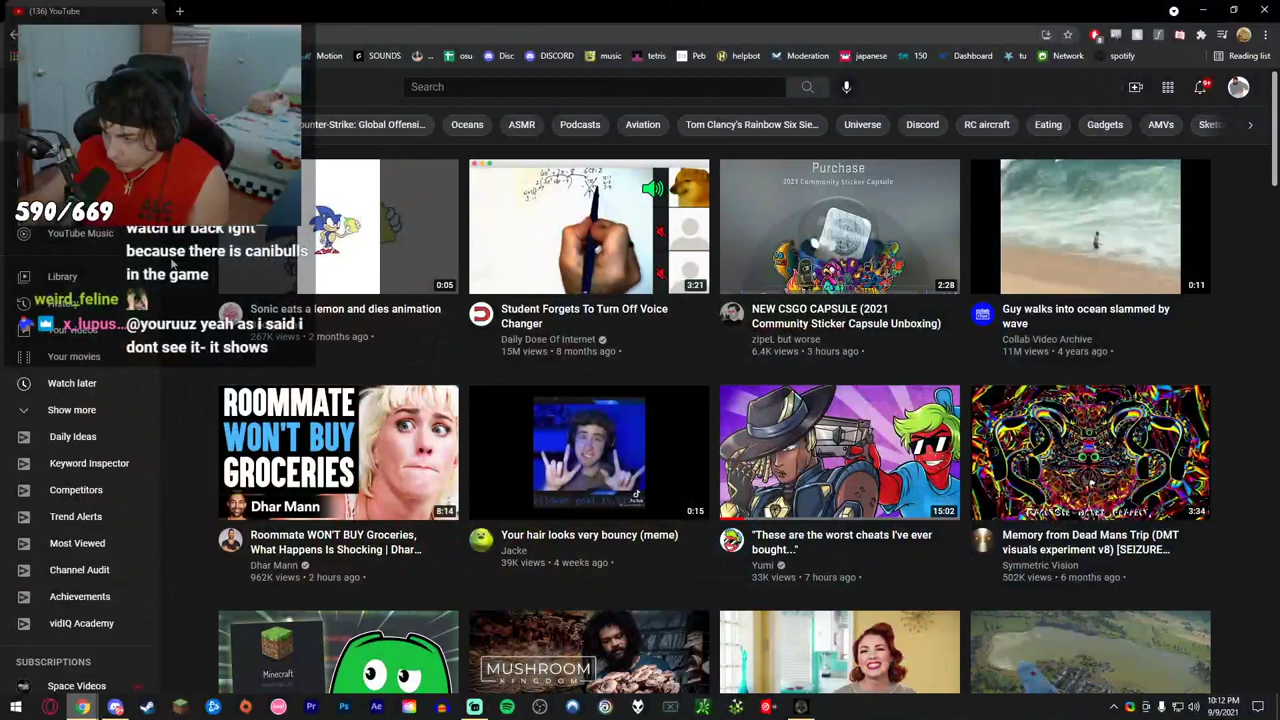 (136) YouTube
Motion
SOUNDS
osu
Disc
DISCORD
music
tetris
Peb
helpbot
Moderation
japanese
150
Dashboard
tu
Network
spotify
Reading list
Search
9+
unter-Strike: Global Offensi...
Oceans
ASMR
Podcasts
Aviation
Tom Clancy's Rainbow Six Sie...
Universe
Discord
RC aircraft
Eating
Gadgets
AMVs
590/669
watch ur back ight
because there is canibulls
in the game
weird_feline
x_lupus...
@youruuz yeah as i said i
dont see it- it shows
YouTube Music
Library
Your movies
Watch later
Show more
Daily Ideas
Keyword Inspector
Competitors
Trend Alerts
Most Viewed
Channel Audit
Achievements
vidIQ Academy
SUBSCRIPTIONS
Space Videos
0:05
Sonic eats a lemon and dies animation
267K views • 2 months ago
3:21
Student Forgets To Turn Off Voice
Changer
Daily Dose Of Internet
15M views • 8 months ago
Purchase
2021 Community Sticker Capsule
2:28
NEW CSGO CAPSULE (2021
Community Sticker Capsule Unboxing)
zipeL but worse
6.4K views • 3 hours ago
0:11
Guy walks into ocean slammed by
wave
Collab Video Archive
11M views • 4 years ago
ROOMMATE
WON'T BUY
GROCERIES
Dhar Mann
8:14
Roommate WON'T BUY Groceries,
What Happens Is Shocking | Dhar...
Dhar Mann
962K views • 2 hours ago
0:15
Your hair looks very bouncy (meme)
Jacke
39K views • 4 weeks ago
15:02
"These are the worst cheats I've ever
bought..."
Yumi
33K views • 7 hours ago
3:34
Memory from Dead Mans Trip (DMT
visuals experiment v8) [SEIZURE...
Symmetric Vision
502K views • 6 months ago
Minecraft
MUSHROOM
KINGDOM
10:12 PM
9/9/2021